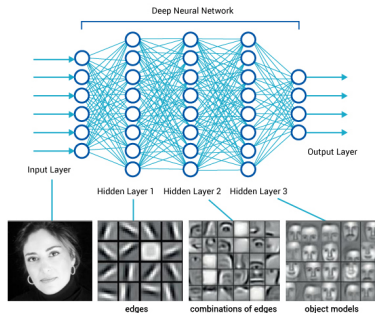 Deep Neural Network
Input Layer
Output Layer
Hidden Layer 1
Hidden Layer 2
Hidden Layer 3
edges
combinations of edges
object models